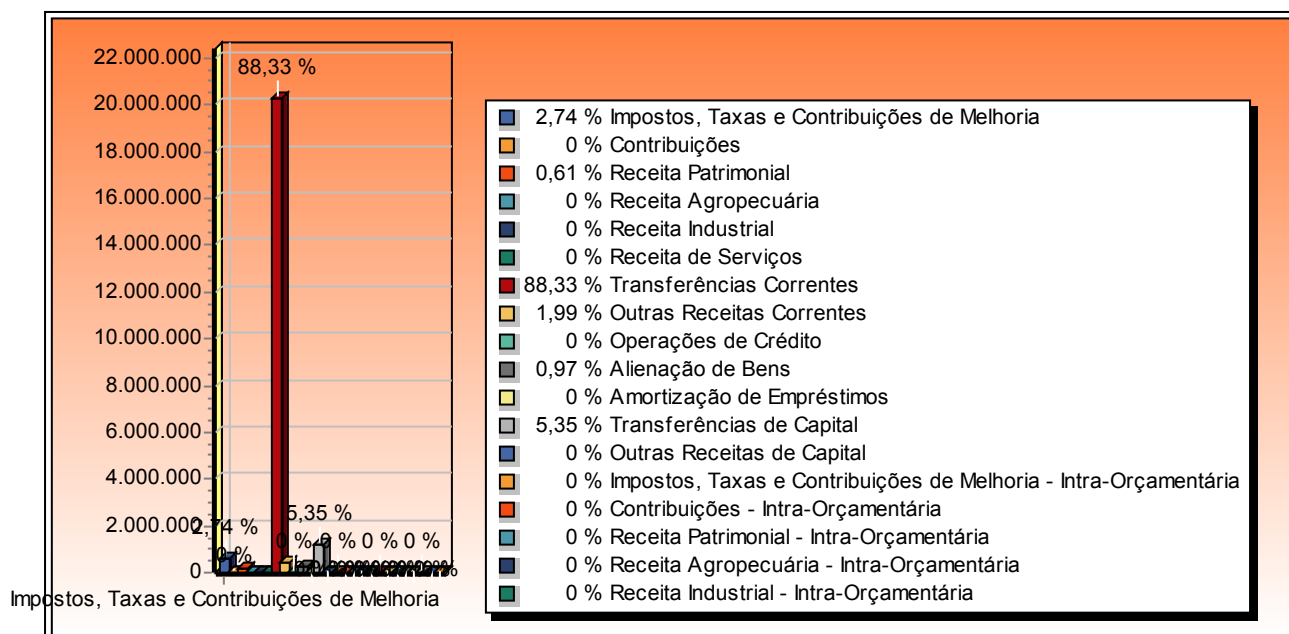 22.000.000
20.000.000
18.000.000
16.000.000
14.000.000
12.000.000
10.000.000
8.000.000
6.000.000
4.000.000
2.000.000
0
88,33 %
5,35 %
2,74 %
0 % 0 % 0 % 0 %
0 %
Impostos, Taxas e Contribuições de Melhoria
2,74 % Impostos, Taxas e Contribuições de Melhoria
0 % Contribuições
0,61 % Receita Patrimonial
0 % Receita Agropecuária
0 % Receita Industrial
0 % Receita de Serviços
88,33 % Transferências Correntes
1,99 % Outras Receitas Correntes
0 % Operações de Crédito
0,97 % Alienação de Bens
0 % Amortização de Empréstimos
5,35 % Transferências de Capital
0 % Outras Receitas de Capital
0 % Impostos, Taxas e Contribuições de Melhoria - Intra-Orçamentária
0 % Contribuições - Intra-Orçamentária
0 % Receita Patrimonial - Intra-Orçamentária
0 % Receita Agropecuária - Intra-Orçamentária
0 % Receita Industrial - Intra-Orçamentária